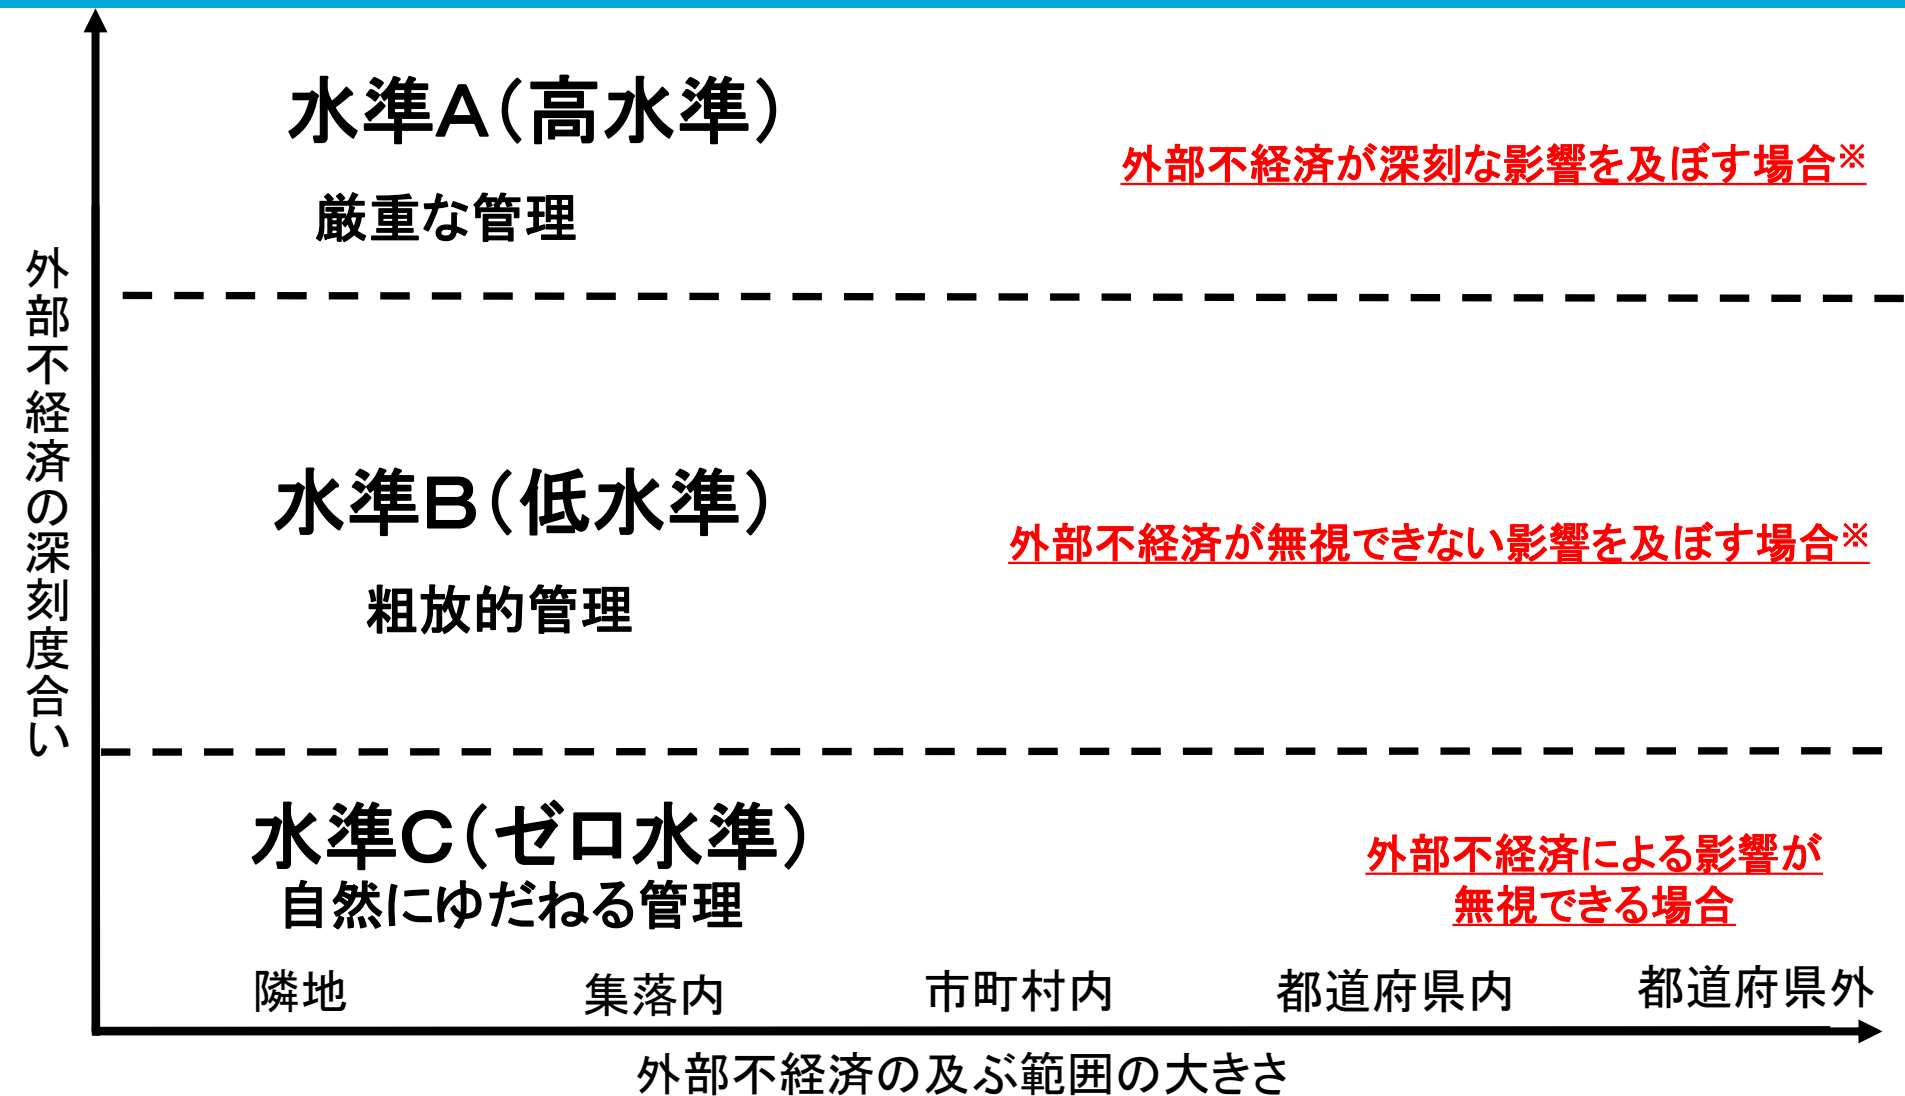 水準A(高水準)
厳重な管理
外部不経済が深刻な影響を及ぼす場合※
外部不経済の深刻度合い
水準B(低水準)
粗放的管理
外部不経済が無視できない影響を及ぼす場合※
水準C(ゼロ水準)
自然にゆだねる管理
外部不経済による影響が
無視できる場合
隣地
集落内
市町村内
都道府県内
都道府県外
外部不経済の及ぶ範囲の大きさ